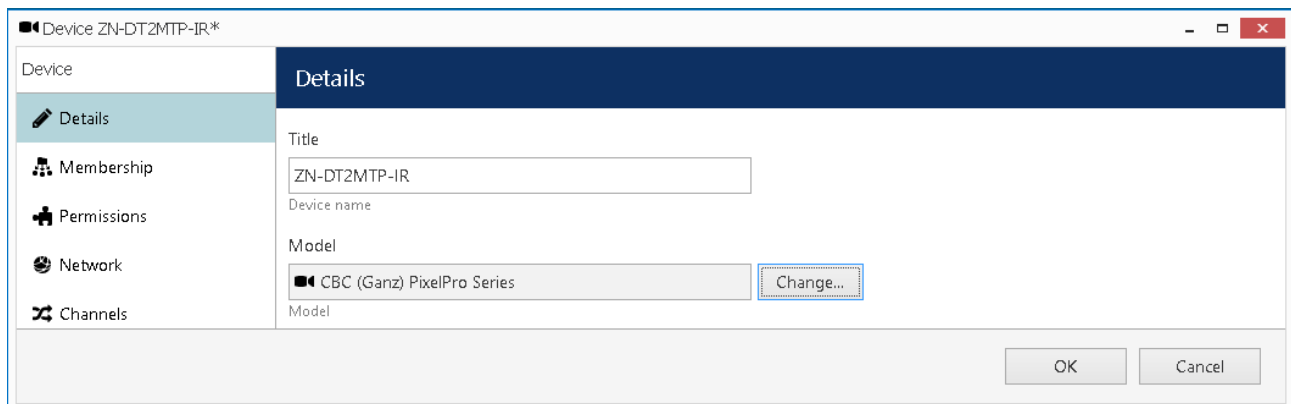 Device ZN-DT2MTP-IR*
Device
Details
Membership
Permissions
Network
Channels
Details
Title
ZN-DT2MTP-IR
Device name
Model
CBC (Ganz) PixelPro Series
Change...
Model
OK
Cancel